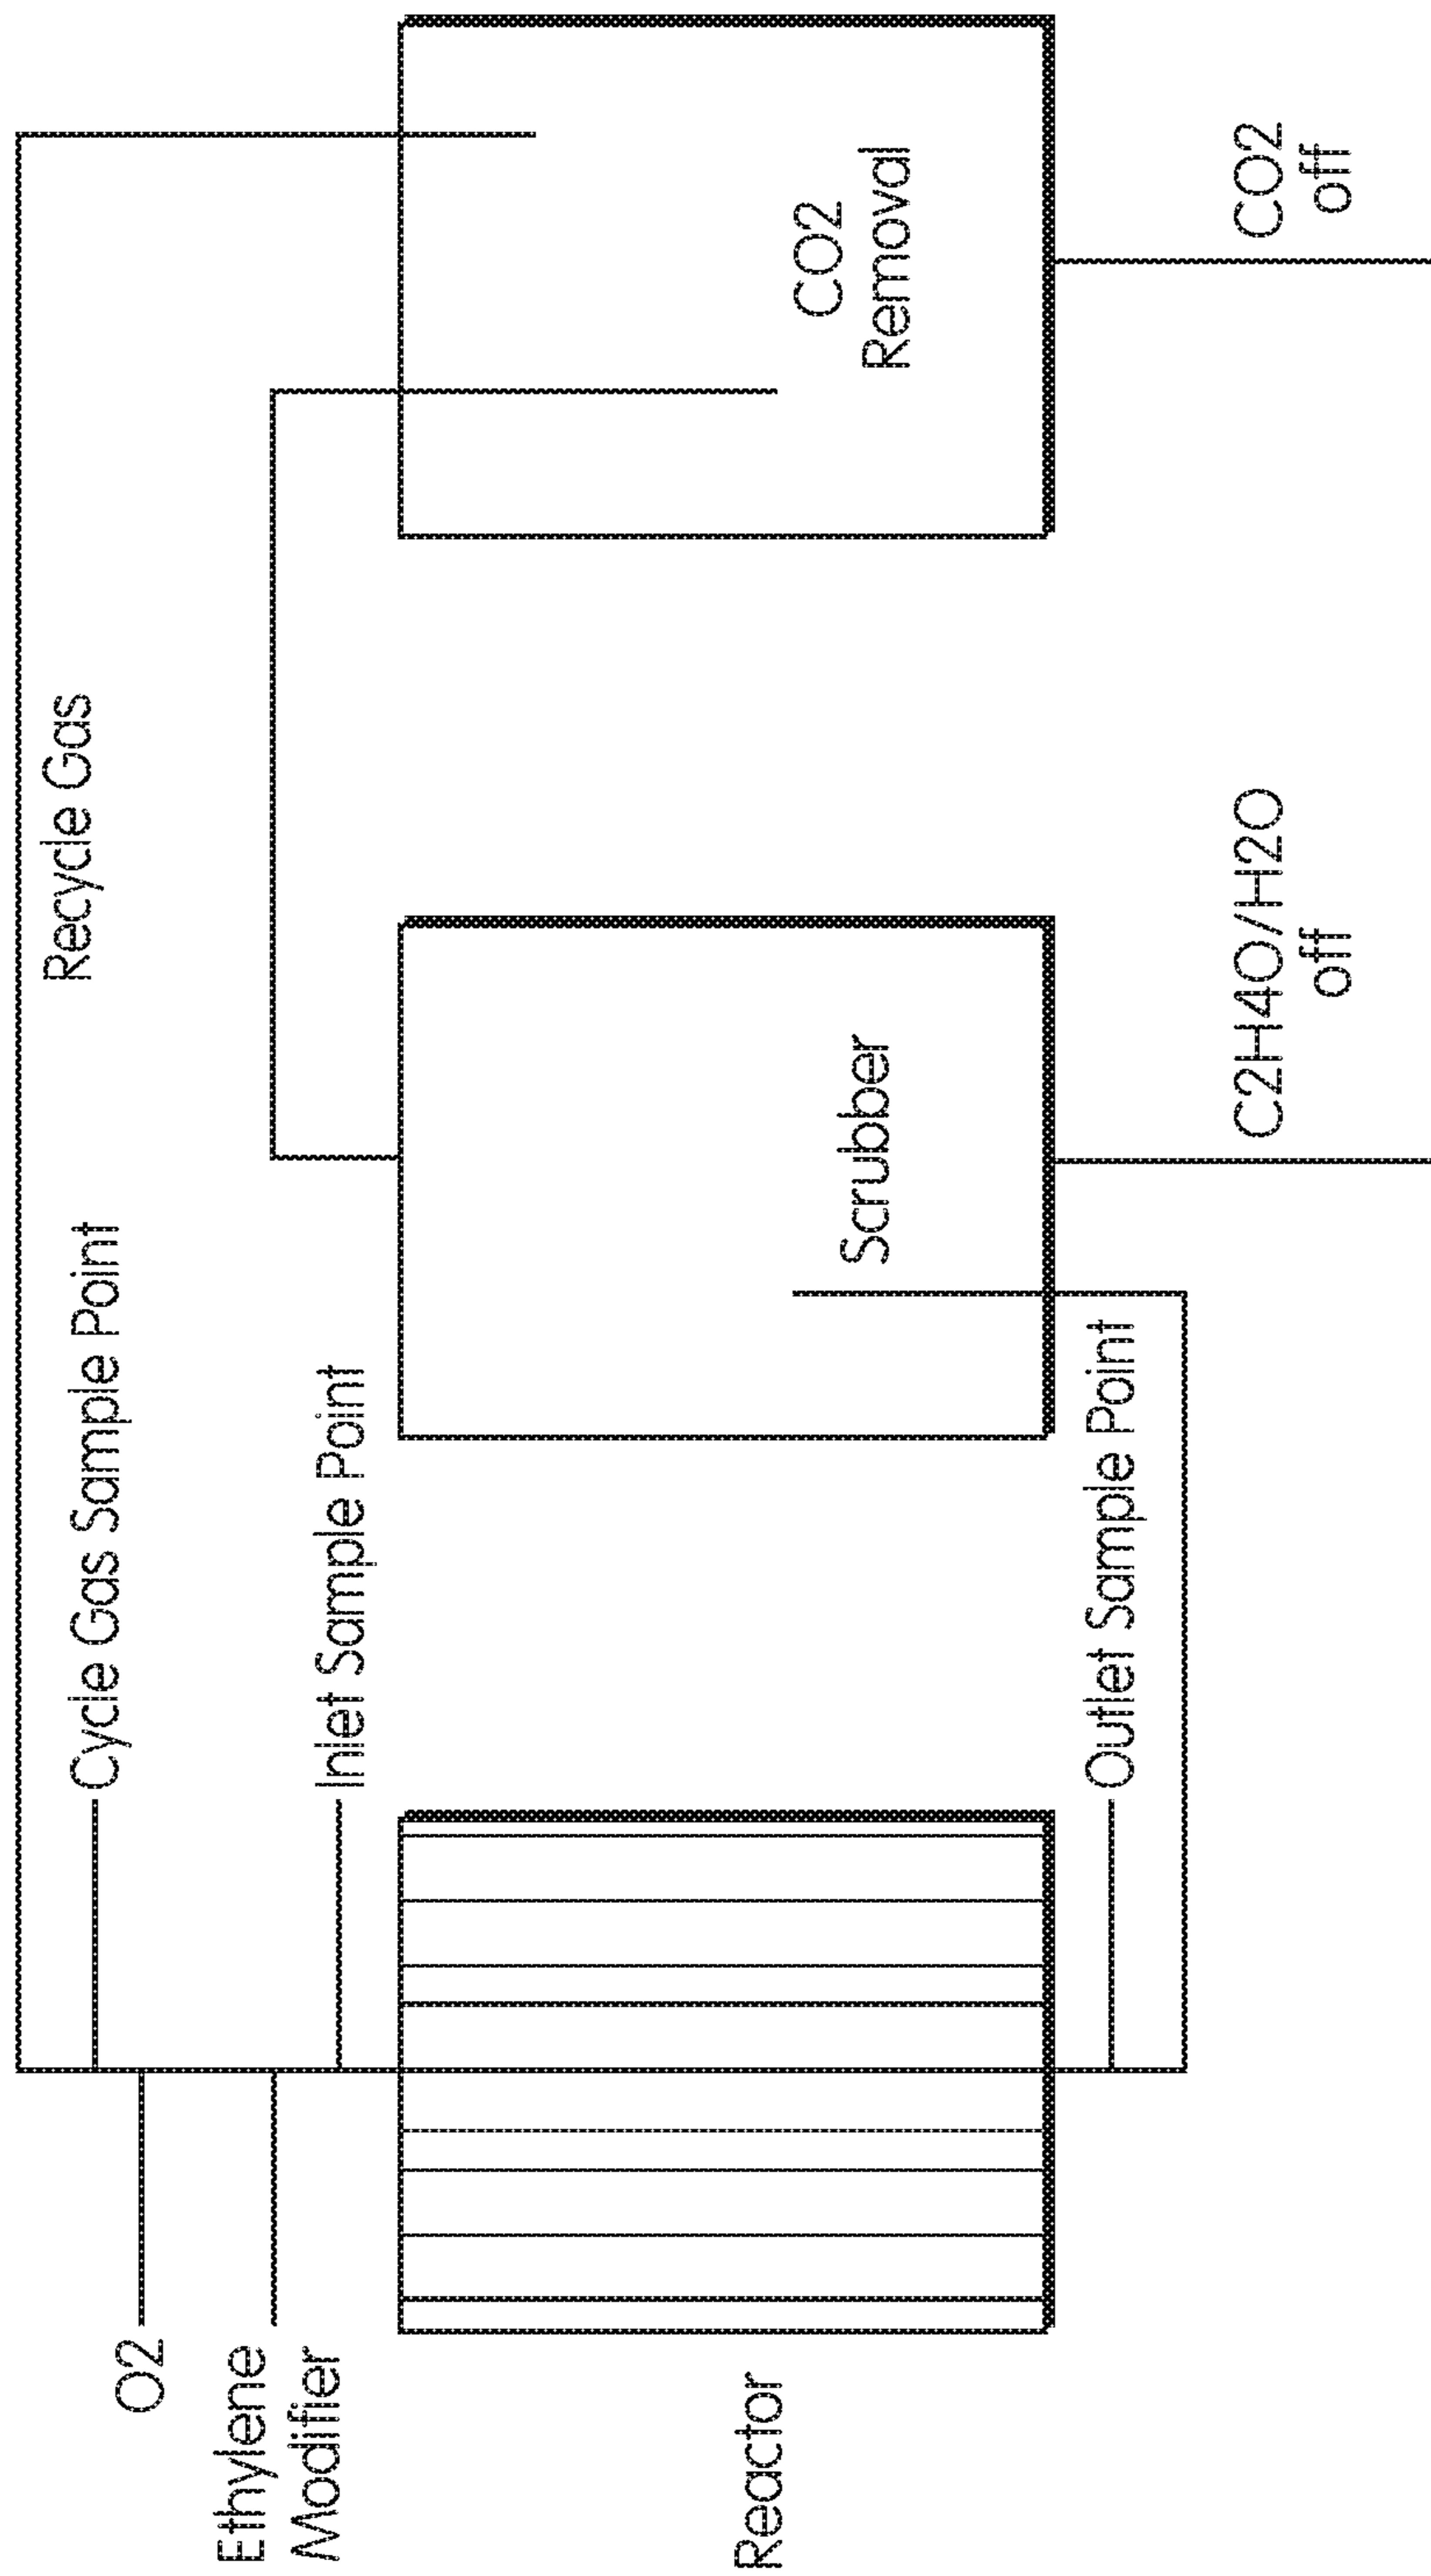 Recycle Gas
Cycle Gas Sample Point
O2
Ethylene
Modifier
Inlet Sample Point
Reactor
Scrubber
CO2
Removal
Outlet Sample Point
C2H4O/H2O
off
CO2
off